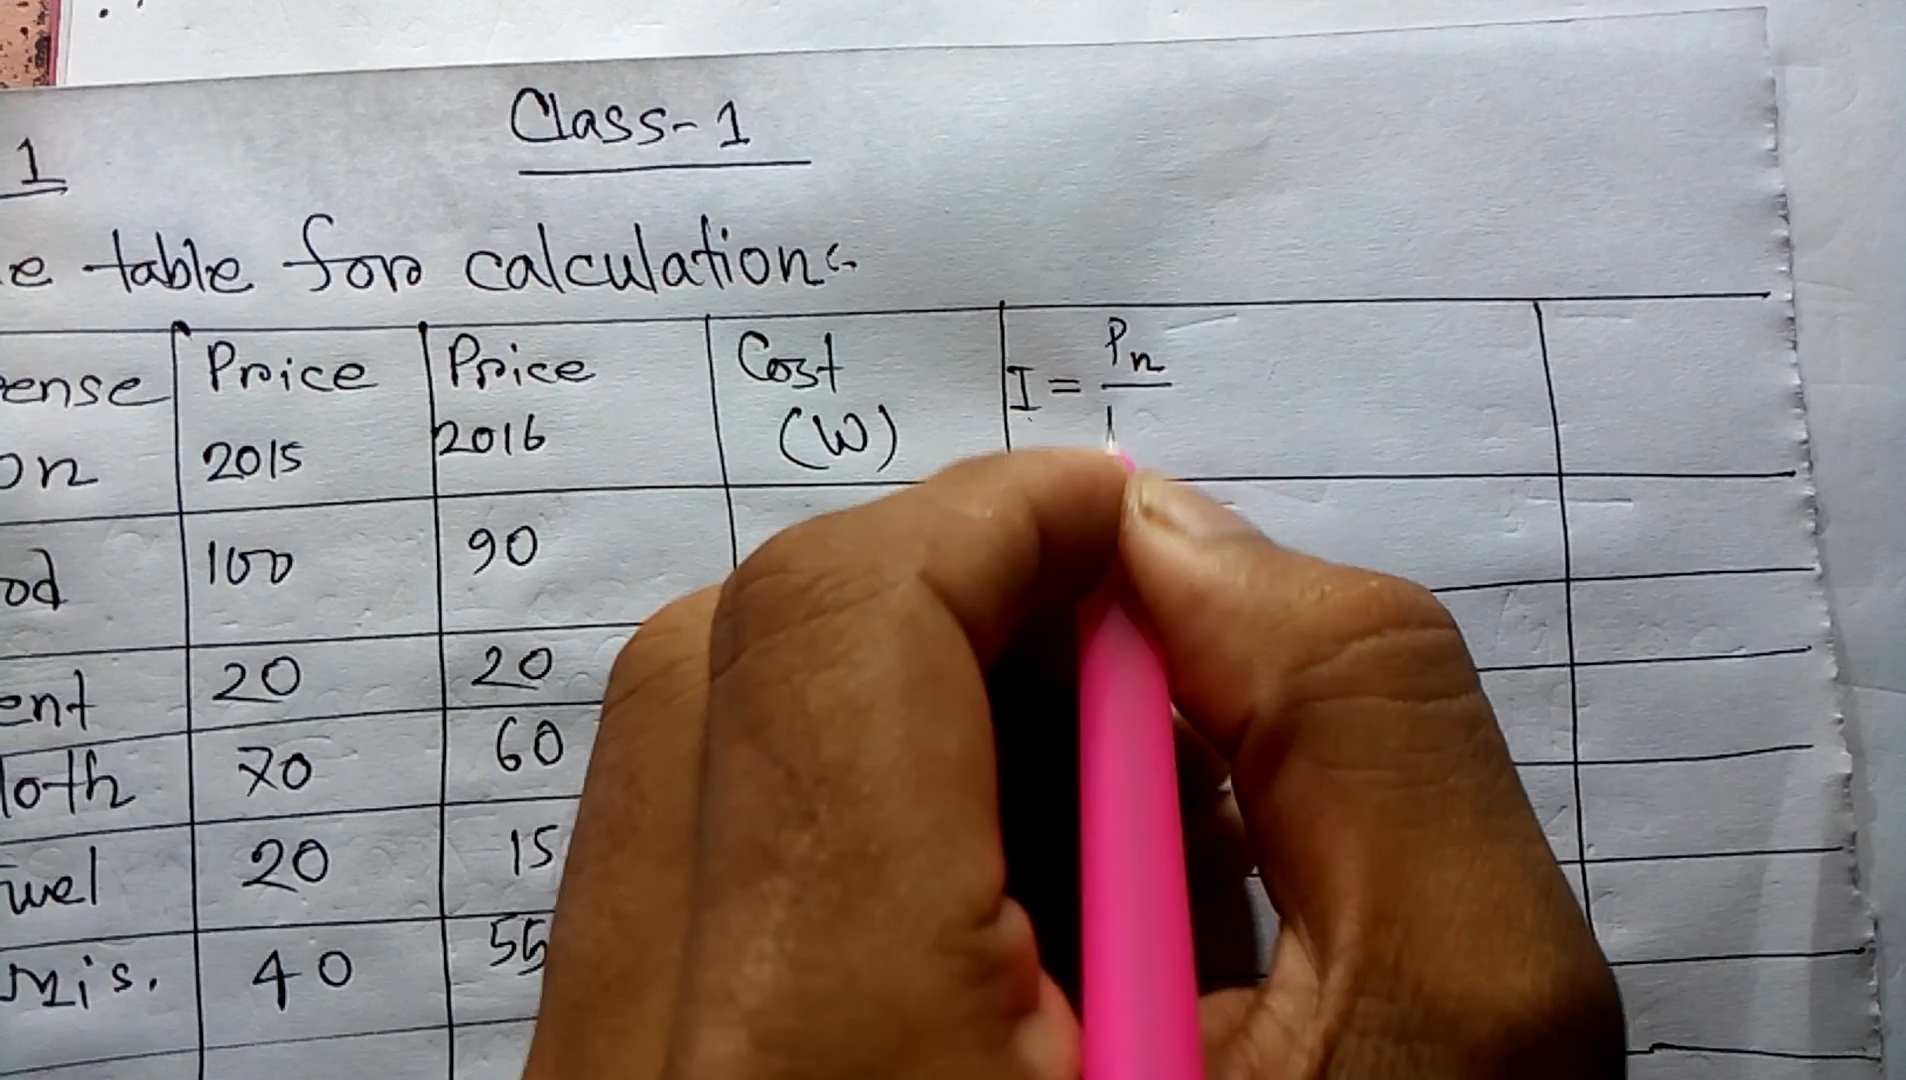 1
Class-1
e table for calculation:-
ense Price Price Cost I = Pn
on 2015 2016 (W)
od 100 90
ent 20 20
loth 70 60
uel 20 15
Mis. 40 55